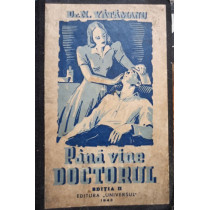 Până vine
DOCTORUL
EDIȚIA II
EDITURA „UNIVERSUL”